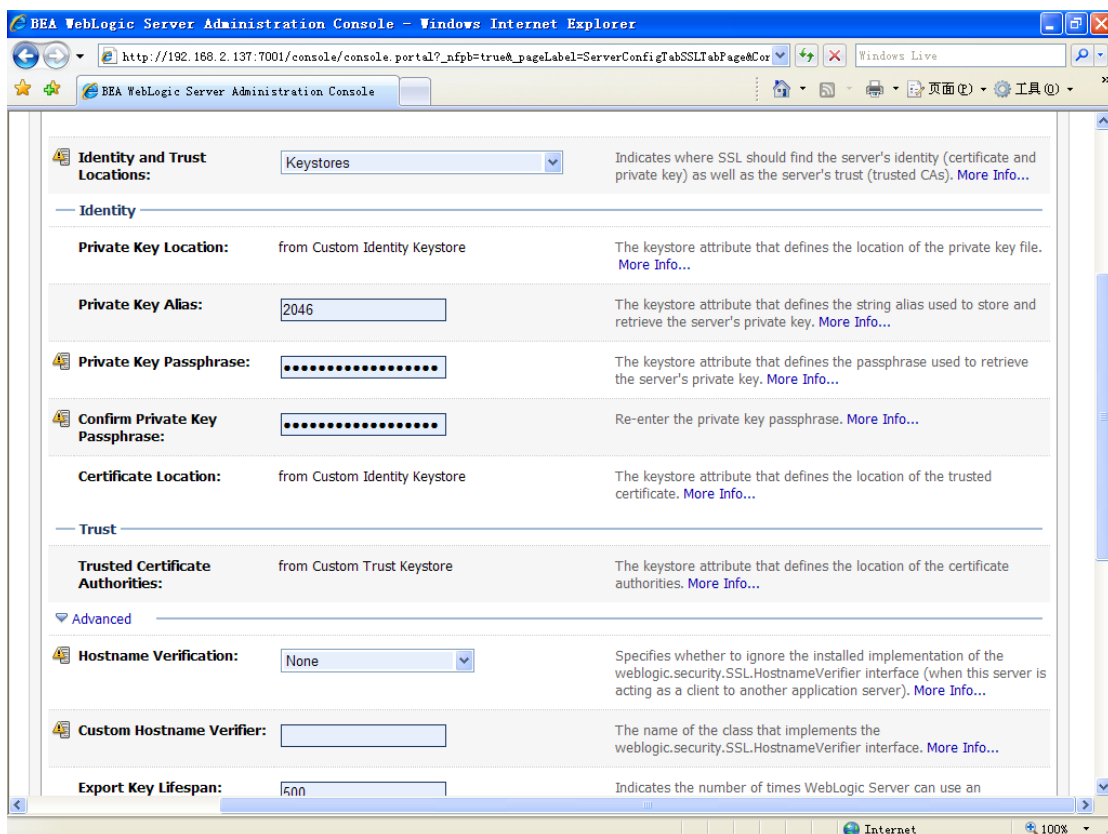 BEA WebLogic Server Administration Console - Windows Internet Explorer
http://192.168.2.137:7001/console/console.portal?_nfpb=true&_pageLabel=ServerConfigTabSSLTabPage&Cor
Windows Live
BEA WebLogic Server Administration Console
页面(P)
工具(O)
»
Identity and Trust
Locations:
Keystores
Indicates where SSL should find the server's identity (certificate and
private key) as well as the server's trust (trusted CAs). More Info...
Identity
Private Key Location:
from Custom Identity Keystore
The keystore attribute that defines the location of the private key file.
More Info...
Private Key Alias:
2046
The keystore attribute that defines the string alias used to store and
retrieve the server's private key. More Info...
Private Key Passphrase:
••••••••••••••••••
The keystore attribute that defines the passphrase used to retrieve
the server's private key. More Info...
Confirm Private Key
Passphrase:
••••••••••••••••••
Re-enter the private key passphrase. More Info...
Certificate Location:
from Custom Identity Keystore
The keystore attribute that defines the location of the trusted
certificate. More Info...
Trust
Trusted Certificate
Authorities:
from Custom Trust Keystore
The keystore attribute that defines the location of the certificate
authorities. More Info...
Advanced
Hostname Verification:
None
Specifies whether to ignore the installed implementation of the
weblogic.security.SSL.HostnameVerifier interface (when this server is
acting as a client to another application server). More Info...
Custom Hostname Verifier:
The name of the class that implements the
weblogic.security.SSL.HostnameVerifier interface. More Info...
Export Key Lifespan:
500
Indicates the number of times WebLogic Server can use an
Internet
100%